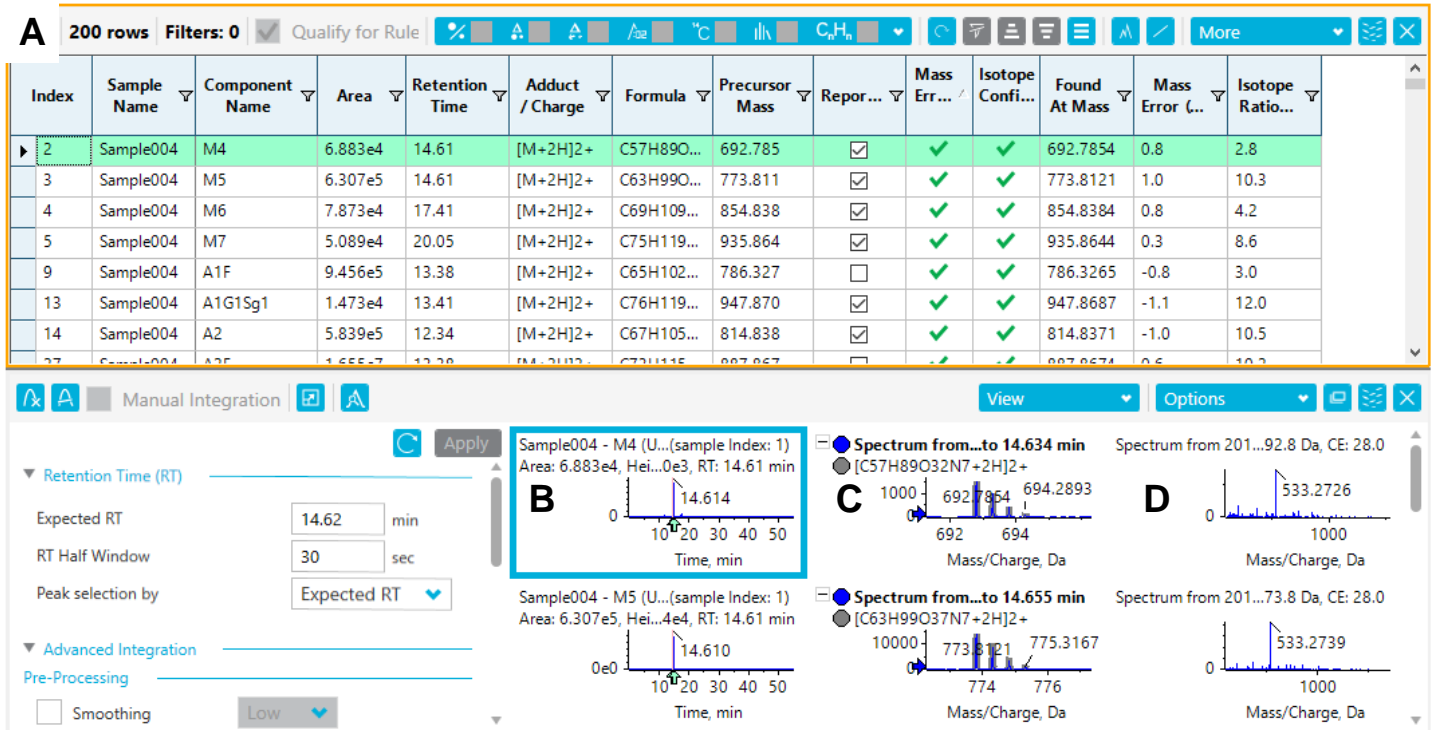 A 200 rows Filters: 0 Qualify for Rule CnHn More
Index Sample Name Component Name Area Retention Time Adduct / Charge Formula Precursor Mass Repor... Mass Err... Isotope Confi... Found At Mass Mass Error (... Isotope Ratio...
2 Sample004 M4 6.883e4 14.61 [M+2H]2+ C57H89O... 692.785 692.7854 0.8 2.8
3 Sample004 M5 6.307e5 14.61 [M+2H]2+ C63H99O... 773.811 773.8121 1.0 10.3
4 Sample004 M6 7.873e4 17.41 [M+2H]2+ C69H109... 854.838 854.8384 0.8 4.2
5 Sample004 M7 5.089e4 20.05 [M+2H]2+ C75H119... 935.864 935.8644 0.3 8.6
9 Sample004 A1F 9.456e5 13.38 [M+2H]2+ C65H102... 786.327 786.3265 -0.8 3.0
13 Sample004 A1G1Sg1 1.473e4 13.41 [M+2H]2+ C76H119... 947.870 947.8687 -1.1 12.0
14 Sample004 A2 5.839e5 12.34 [M+2H]2+ C67H105... 814.838 814.8371 -1.0 10.5
Manual Integration View Options
Apply
Retention Time (RT)
Expected RT 14.62 min
RT Half Window 30 sec
Peak selection by Expected RT
Advanced Integration
Pre-Processing
Smoothing Low
Sample004 - M4 (U...(sample Index: 1)
Area: 6.883e4, Hei...0e3, RT: 14.61 min
B
14.614
0
10 20 30 40 50
Time, min
Spectrum from...to 14.634 min
[C57H89O32N7+2H]2+
C
1000 692.7854 694.2893
0
692 694
Mass/Charge, Da
Spectrum from 201...92.8 Da, CE: 28.0
D
533.2726
0
1000
Mass/Charge, Da
Sample004 - M5 (U...(sample Index: 1)
Area: 6.307e5, Hei...4e4, RT: 14.61 min
14.610
0e0
10 20 30 40 50
Time, min
Spectrum from...to 14.655 min
[C63H99O37N7+2H]2+
10000 773.8121 775.3167
0
774 776
Mass/Charge, Da
Spectrum from 201...73.8 Da, CE: 28.0
533.2739
0
1000
Mass/Charge, Da